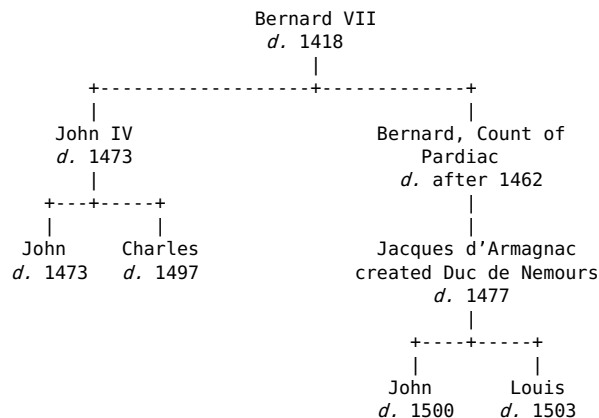 Bernard VII
d. 1418
John IV
d. 1473
Bernard, Count of
Pardiac
d. after 1462
John
d. 1473
Charles
d. 1497
Jacques d’Armagnac
created Duc de Nemours
d. 1477
John
d. 1500
Louis
d. 1503